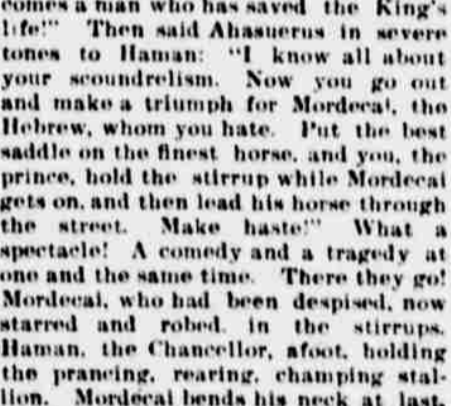 comes a man who has saved the King's
life!" Then said Ahasuerus in severe
tones to Haman: "I know all about
your scoundrelism. Now you go out
and make a triumph for Mordecai, the
Hebrew, whom you hate. Put the best
saddle on the finest horse, and you, the
prince, hold the stirrup while Mordecai
gets on, and then lead his horse through
the street. Make haste!" What a
spectacle! A comedy and a tragedy at
one and the same time. There they go!
Mordecai, who had been despised, now
starred and robed, in the stirrups.
Haman, the Chancellor, afoot, holding
the prancing, rearing, champing stal-
lion. Mordecai bends his neck at last,